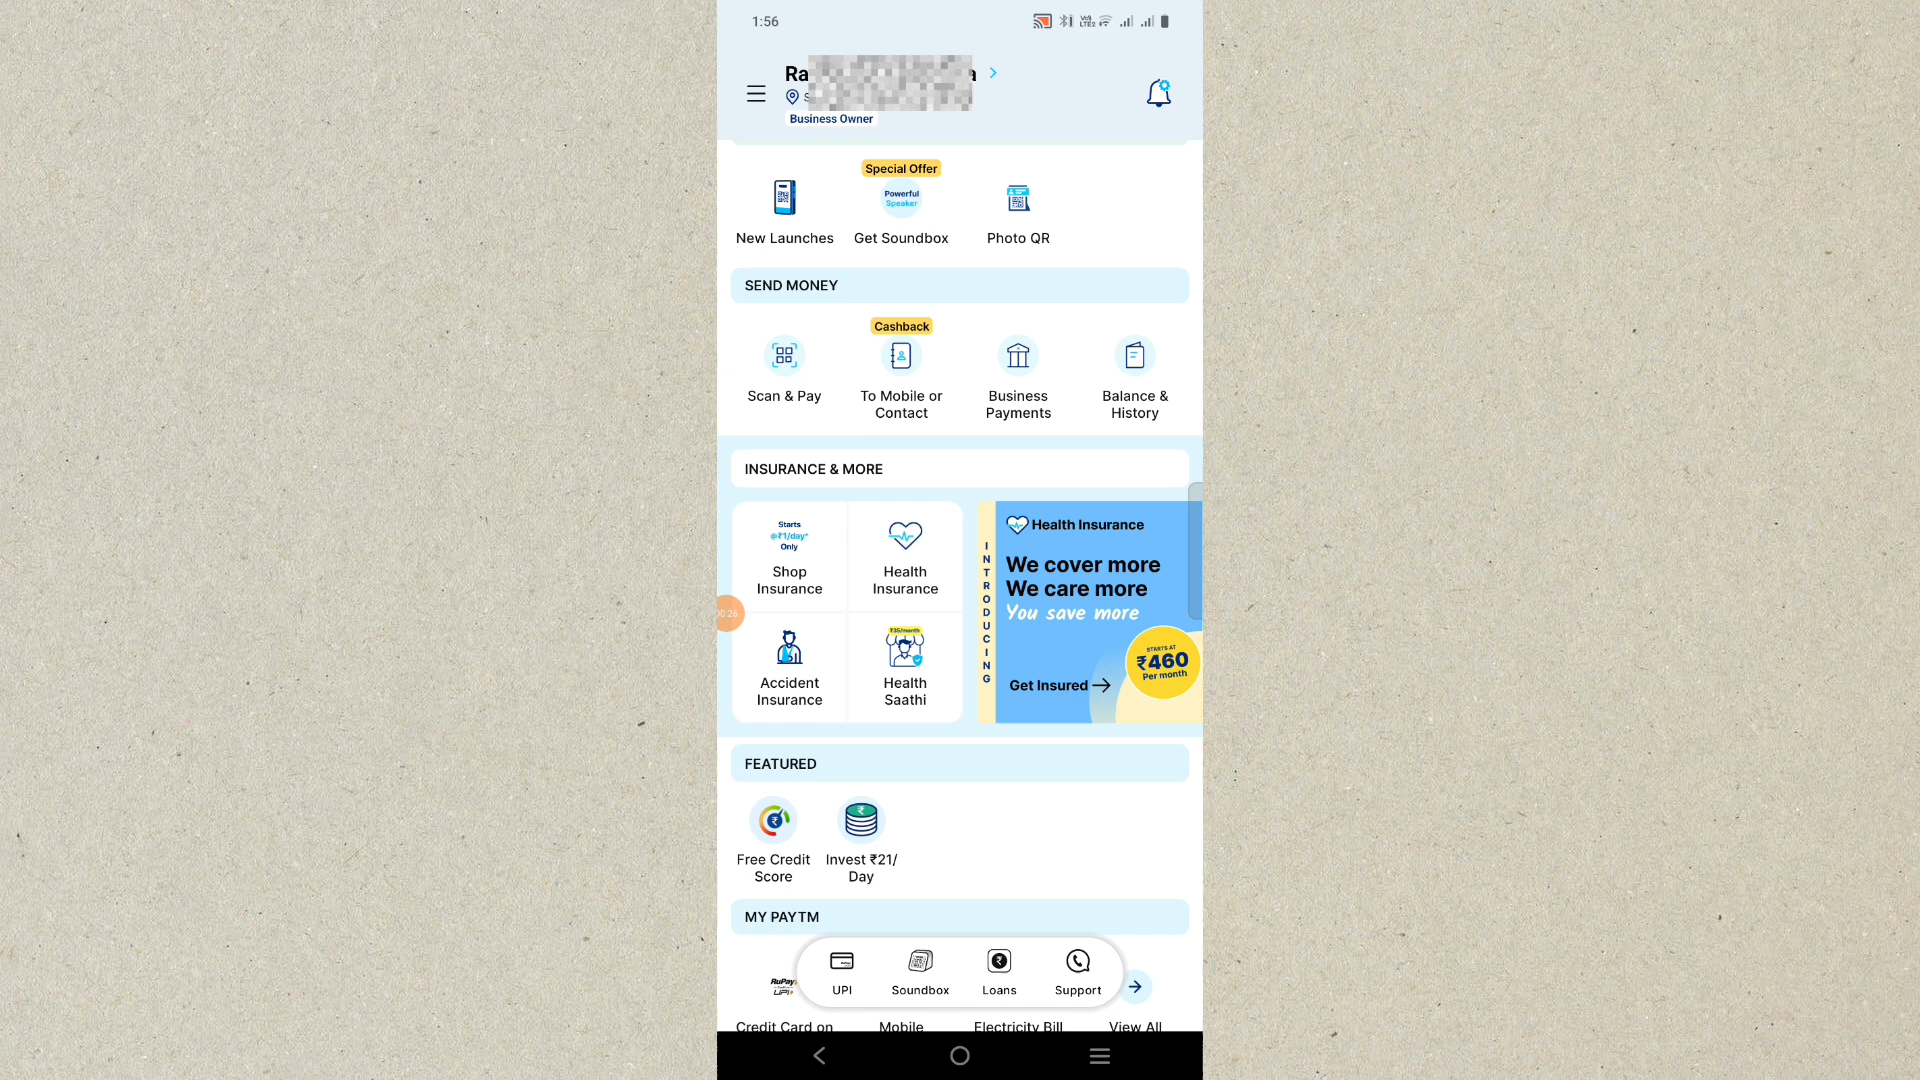 1:56
Ra
a
S
Business Owner
Special Offer
Powerful
Speaker
New Launches Get Soundbox Photo QR
SEND MONEY
Cashback
Scan & Pay
To Mobile or
Contact
Business
Payments
Balance &
History
INSURANCE & MORE
Starts
@₹1/day*
Only
Shop
Insurance
Health
Insurance
₹35/month
Accident
Insurance
Health
Saathi
INTRODUCING
Health Insurance
We cover more
We care more
You save more
STARTS AT
₹460
Per month
Get Insured
00:26
FEATURED
Free Credit
Score
Invest ₹21/
Day
MY PAYTM
RuPay
UPI
UPI Soundbox Loans Support
Credit Card on Mobile Electricity Bill View All